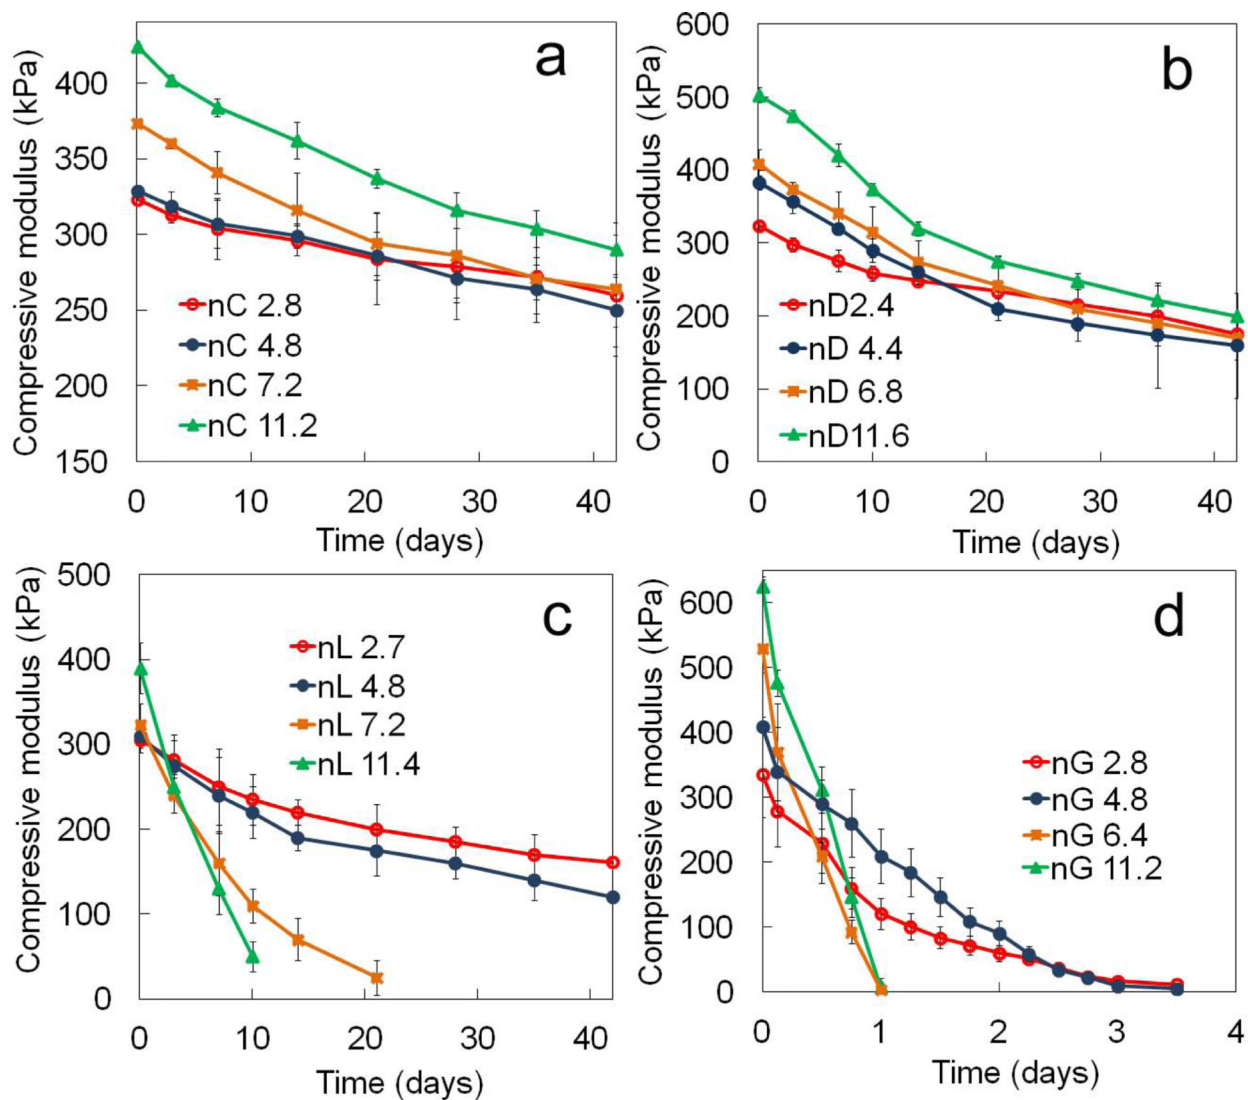 a
Compressive modulus (kPa)
400
350
300
250
200
150
nC 2.8
nC 4.8
nC 7.2
nC 11.2
0 10 20 30 40
Time (days)
b
Compressive modulus (kPa)
600
500
400
300
200
100
0
nD2.4
nD 4.4
nD 6.8
nD11.6
0 10 20 30 40
Time (days)
c
Compressive modulus (kPa)
500
400
300
200
100
0
nL 2.7
nL 4.8
nL 7.2
nL 11.4
0 10 20 30 40
Time (days)
d
Compressive modulus (kPa)
600
500
400
300
200
100
0
nG 2.8
nG 4.8
nG 6.4
nG 11.2
0 1 2 3 4
Time (days)